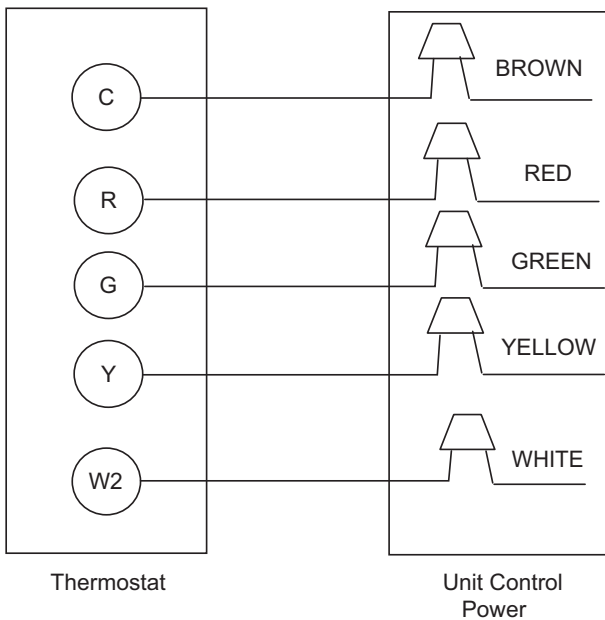 C
BROWN
R
RED
G
GREEN
Y
YELLOW
W2
WHITE
Thermostat
Unit Control
Power